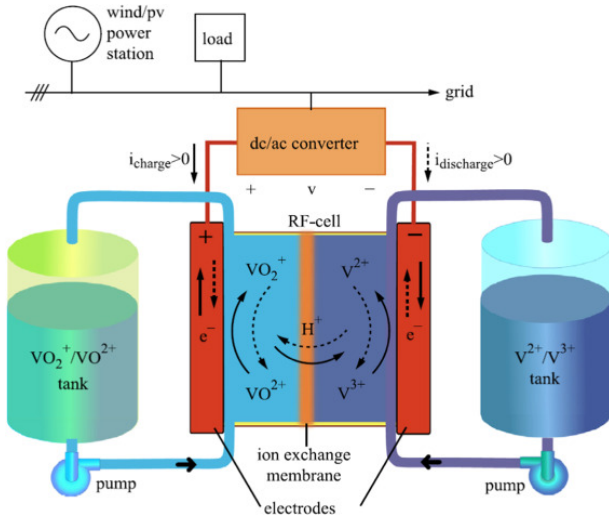 wind/pv
power
station
load
grid
dc/ac converter
i_charge>0
i_discharge>0
+ v −
RF-cell
+
−
VO₂⁺
V²⁺
e⁻
H⁺
e⁻
VO²⁺
V³⁺
VO₂⁺/VO²⁺
tank
V²⁺/V³⁺
tank
ion exchange
membrane
pump
pump
electrodes